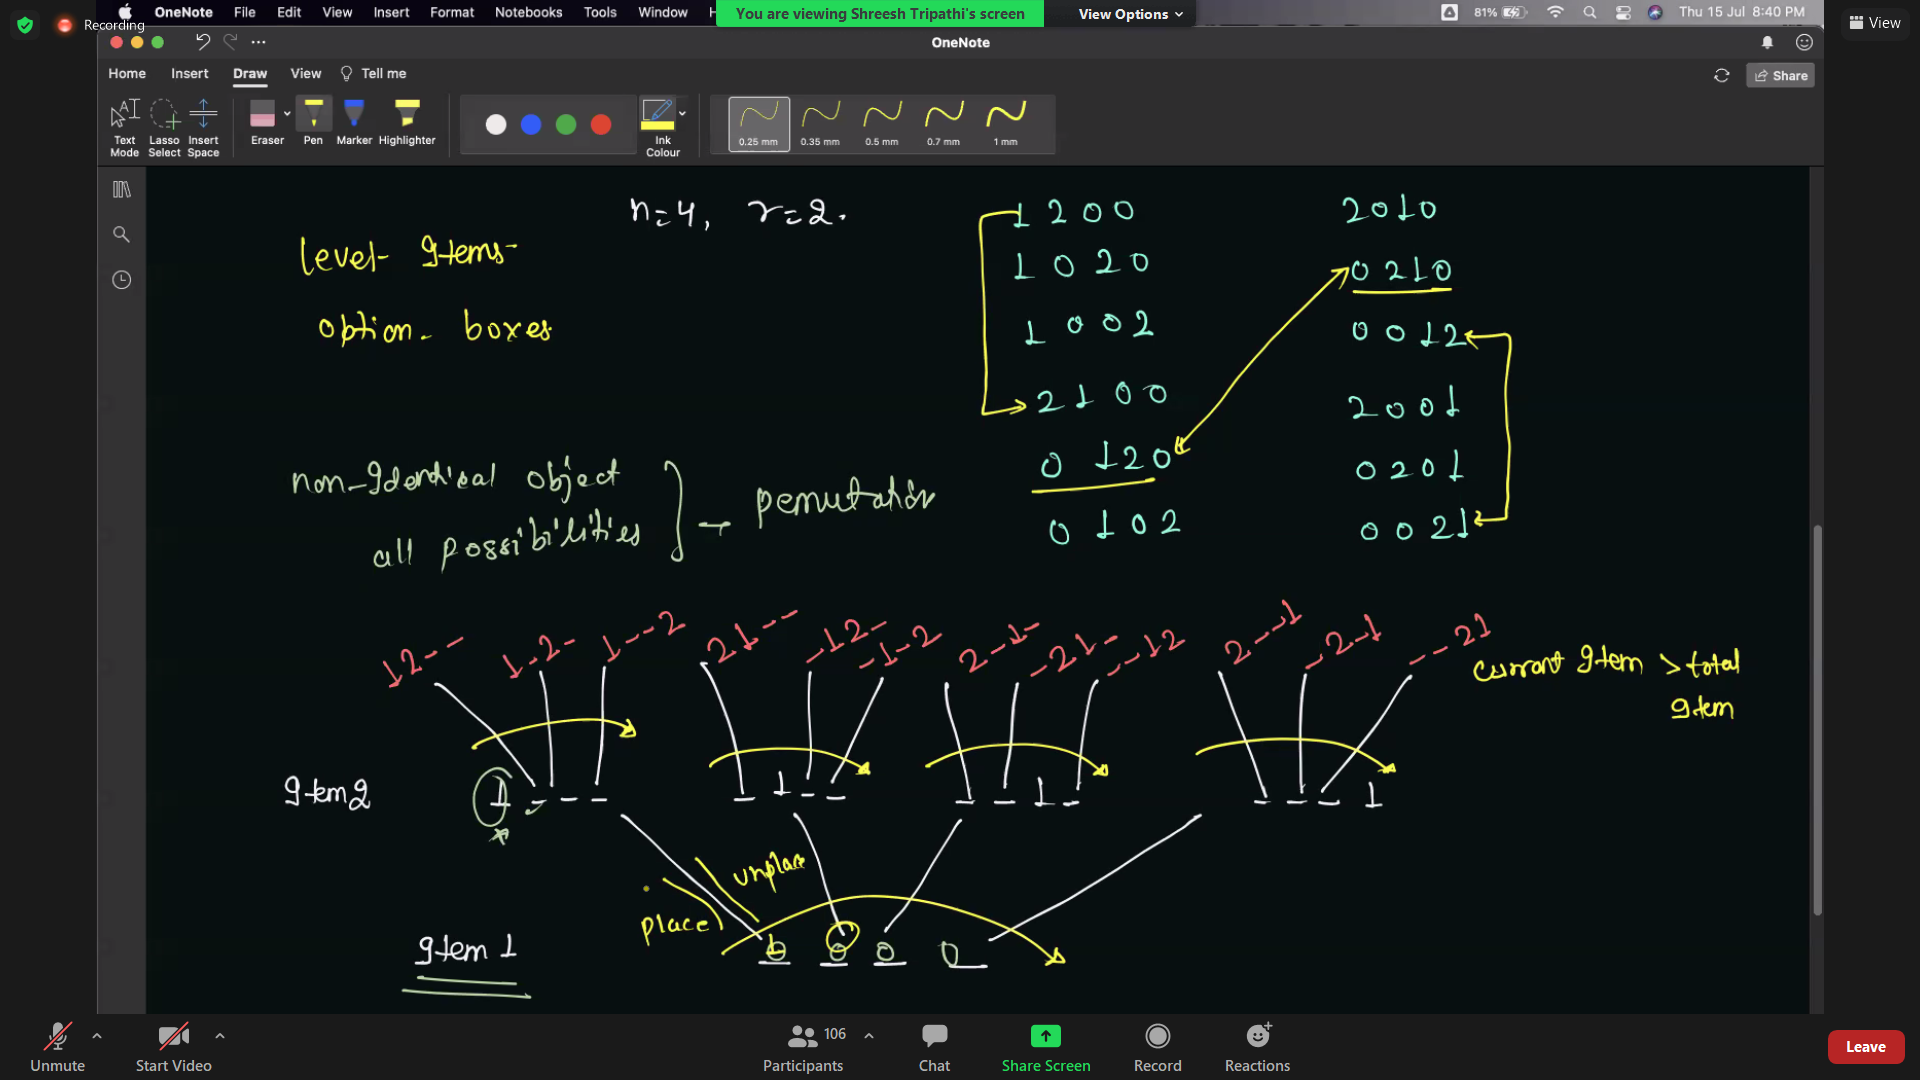 OneNote File Edit View Insert Format Notebooks Tools Window H
You are viewing Shreesh Tripathi's screen
View Options
81% Thu 15 Jul 8:40 PM
View
Recording
OneNote
Home Insert Draw View Tell me
Share
Text Mode
Lasso Select
Insert Space
Eraser
Pen
Marker
Highlighter
Ink Colour
0.25 mm
0.35 mm
0.5 mm
0.7 mm
1 mm
n=4, r=2.
level- Items-
option- boxes
1 2 0 0
1 0 2 0
1 0 0 2
2 1 0 0
0 1 2 0
0 1 0 2
2 0 1 0
0 2 1 0
0 0 1 2
2 0 0 1
0 2 0 1
0 0 2 1
non-Identical object
all possibilities
permutation
12-- 1-2- 1--2 21-- -12- -1-2 2-1- -21- --12 2--1 -2-1 --21
current Item > total
Item
Item2 1 - - - - 1 - - - - 1 - - - - 1
unplace
place
Item 1 0 0 0 0
Unmute
Start Video
Participants
106
Chat
Share Screen
Record
Reactions
Leave